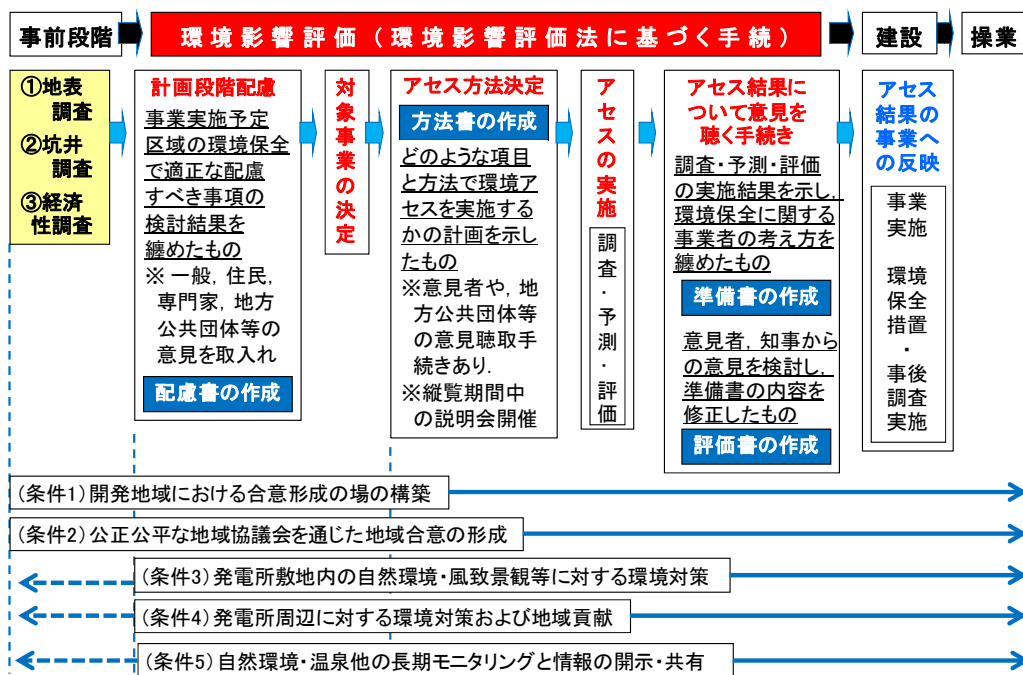 事前段階
環境影響評価（環境影響評価法に基づく手続）
建設
操業
①地表
調査
②坑井
調査
③経済
性調査
計画段階配慮
事業実施予定
区域の環境保全
で適正な配慮
すべき事項の
検討結果を
纏めたもの
※一般，住民，
専門家，地方
公共団体等の
意見を取入れ
配慮書の作成
対象事業の決定
アセス方法決定
方法書の作成
どのような項目
と方法で環境ア
セスを実施する
かの計画を示し
たもの
※意見者や，地
方公共団体等
の意見聴取手
続きあり．
※縦覧期間中
の説明会開催
アセスの実施
調査・予測・評価
アセス結果に
ついて意見を
聴く手続き
調査・予測・評価
の実施結果を示し，
環境保全に関する
事業者の考え方を
纏めたもの
準備書の作成
意見者，知事から
の意見を検討し，
準備書の内容を
修正したもの
評価書の作成
アセス
結果の
事業へ
の反映
事業
実施
環境
保全
措置
・
事後
調査
実施
（条件1）開発地域における合意形成の場の構築
（条件2）公正公平な地域協議会を通じた地域合意の形成
（条件3）発電所敷地内の自然環境・風致景観等に対する環境対策
（条件4）発電所周辺に対する環境対策および地域貢献
（条件5）自然環境・温泉他の長期モニタリングと情報の開示・共有